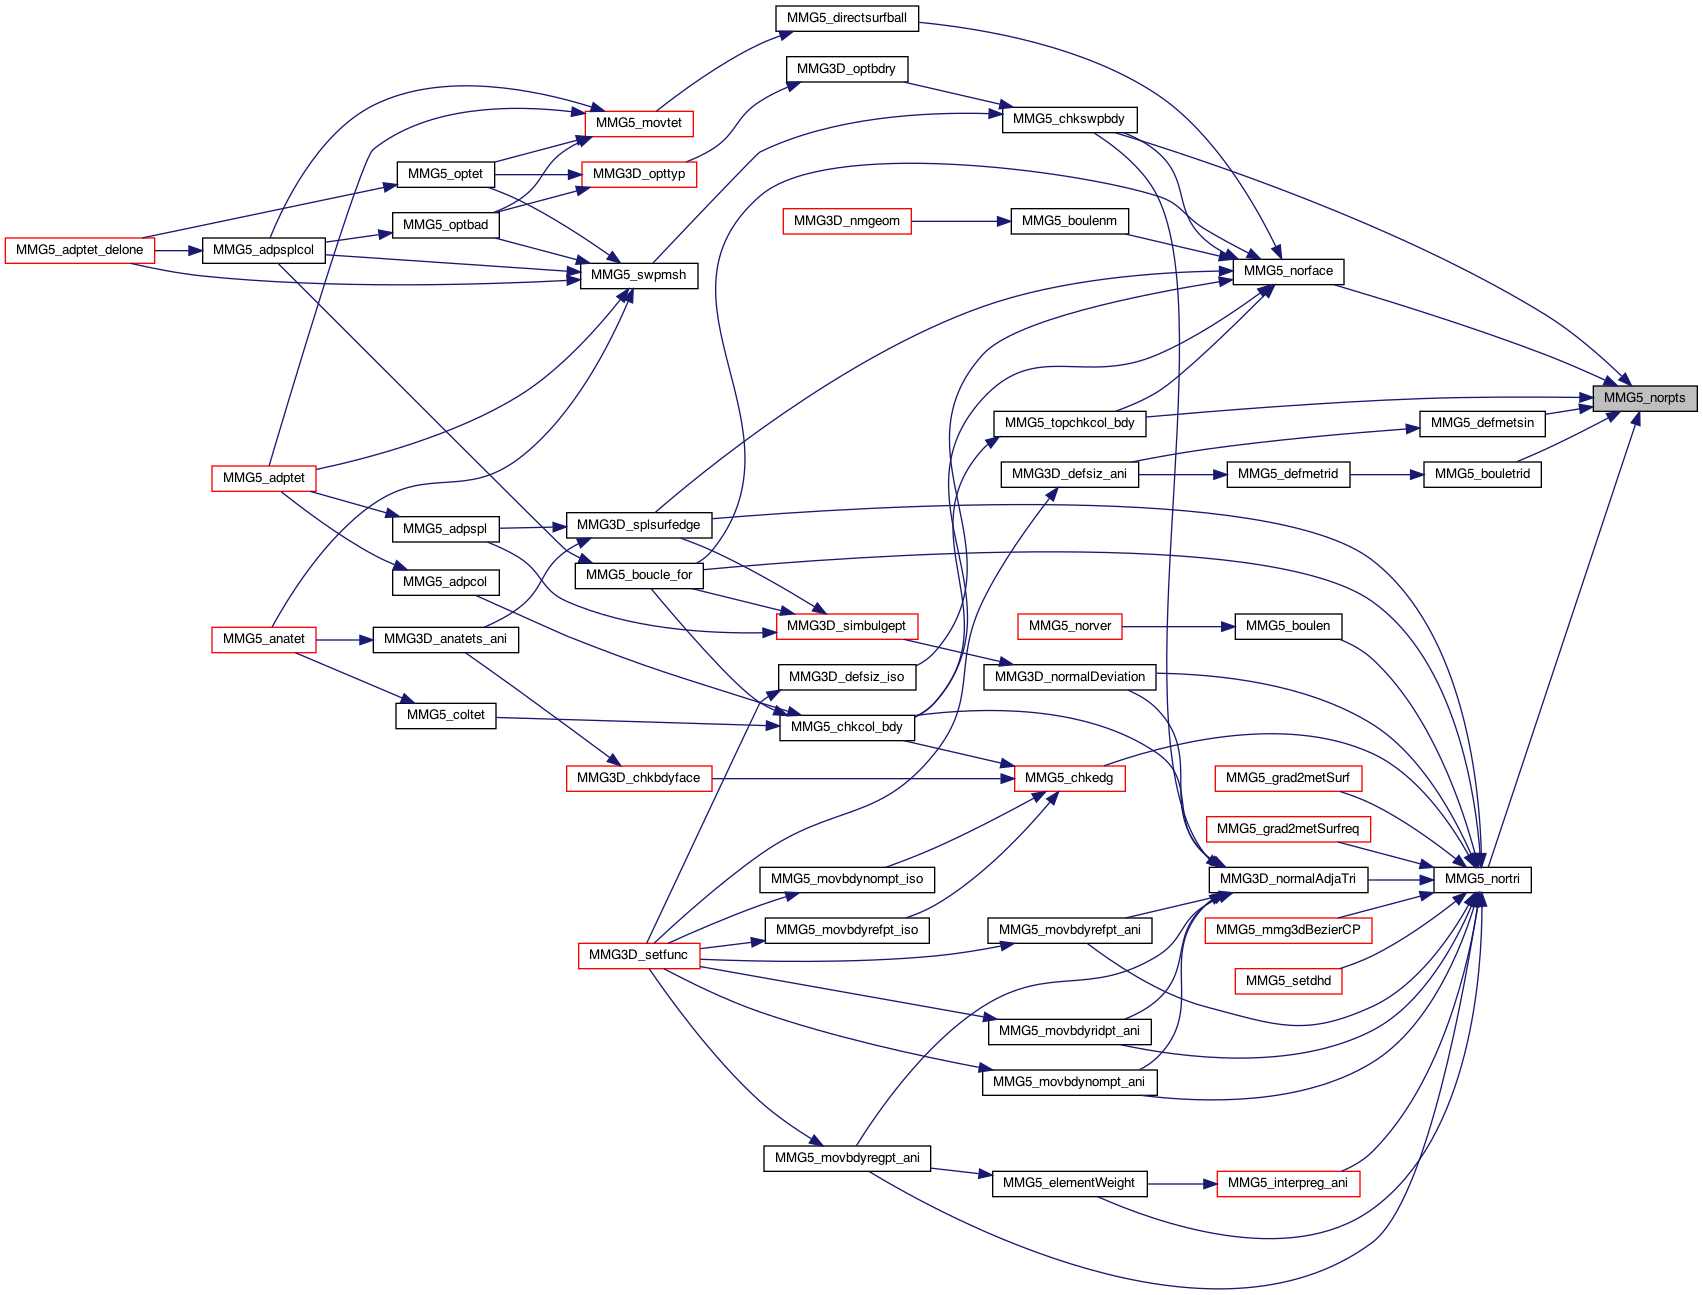 MMG5_directsurfball
MMG3D_optbdry
MMG5_movtet
MMG5_chkswpbdy
MMG5_optet
MMG3D_opttyp
MMG5_optbad
MMG3D_nmgeom
MMG5_boulenm
MMG5_adptet_delone
MMG5_adpsplcol
MMG5_swpmsh
MMG5_norface
MMG5_norpts
MMG5_topchkcol_bdy
MMG5_defmetsin
MMG5_adptet
MMG3D_defsiz_ani
MMG5_defmetrid
MMG5_bouletrid
MMG5_adpspl
MMG3D_splsurfedge
MMG5_adpcol
MMG5_boucle_for
MMG5_anatet
MMG3D_anatets_ani
MMG3D_simbulgept
MMG5_norver
MMG5_boulen
MMG3D_defsiz_iso
MMG3D_normalDeviation
MMG5_coltet
MMG5_chkcol_bdy
MMG3D_chkbdyface
MMG5_chkedg
MMG5_grad2metSurf
MMG5_grad2metSurfreq
MMG5_movbdynompt_iso
MMG3D_normalAdjaTri
MMG5_nortri
MMG5_movbdyrefpt_iso
MMG5_movbdyrefpt_ani
MMG5_mmg3dBezierCP
MMG3D_setfunc
MMG5_setdhd
MMG5_movbdyridpt_ani
MMG5_movbdynompt_ani
MMG5_movbdyregpt_ani
MMG5_elementWeight
MMG5_interpreg_ani